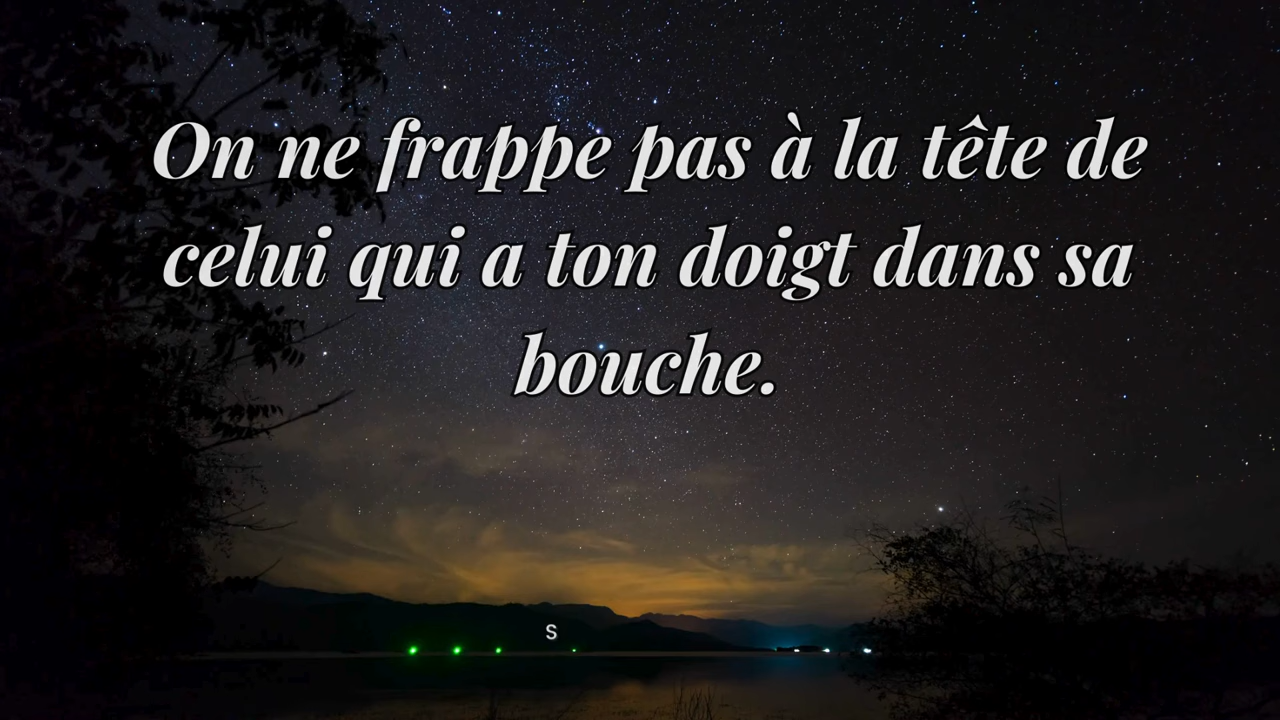 On ne frappe pas à la tête de
celui qui a ton doigt dans sa
bouche.
S